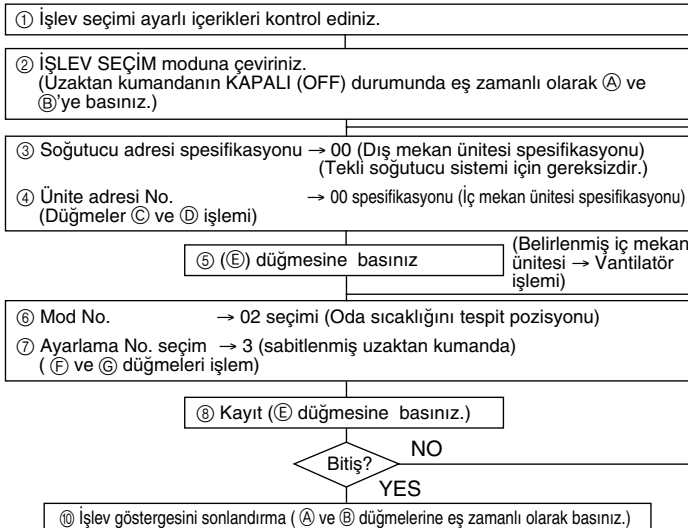 ① İşlev seçimi ayarlı içerikleri kontrol ediniz.
② İŞLEV SEÇİM moduna çeviriniz.
(Uzaktan kumandanın KAPALI (OFF) durumunda eş zamanlı olarak Ⓐ ve
Ⓑ'ye basınız.)
③ Soğutucu adresi spesifikasyonu → 00 (Dış mekan ünitesi spesifikasyonu)
(Tekli soğutucu sistemi için gereksizdir.)
④ Ünite adresi No. → 00 spesifikasyonu (İç mekan ünitesi spesifikasyonu)
(Düğmeler Ⓒ ve Ⓓ işlemi)
⑤ (Ⓔ) düğmesine basınız
(Belirlenmiş iç mekan
ünitesi → Vantilatör
işlemi)
⑥ Mod No. → 02 seçimi (Oda sıcaklığını tespit pozisyonu)
⑦ Ayarlama No. seçim → 3 (sabitlenmiş uzaktan kumanda)
( Ⓕ ve Ⓖ düğmeleri işlem)
⑧ Kayıt (Ⓔ düğmesine basınız.)
Bitiş?
NO
YES
⑩ İşlev göstergesini sonlandırma ( Ⓐ ve Ⓑ düğmelerine eş zamanlı olarak basınız.)